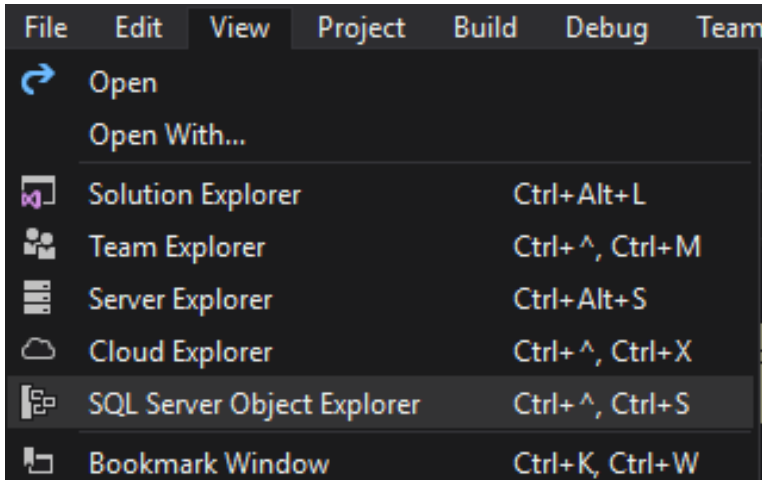 File Edit View Project Build Debug Team
Open
Open With...
Solution Explorer Ctrl+Alt+L
Team Explorer Ctrl+^, Ctrl+M
Server Explorer Ctrl+Alt+S
Cloud Explorer Ctrl+^, Ctrl+X
SQL Server Object Explorer Ctrl+^, Ctrl+S
Bookmark Window Ctrl+K, Ctrl+W